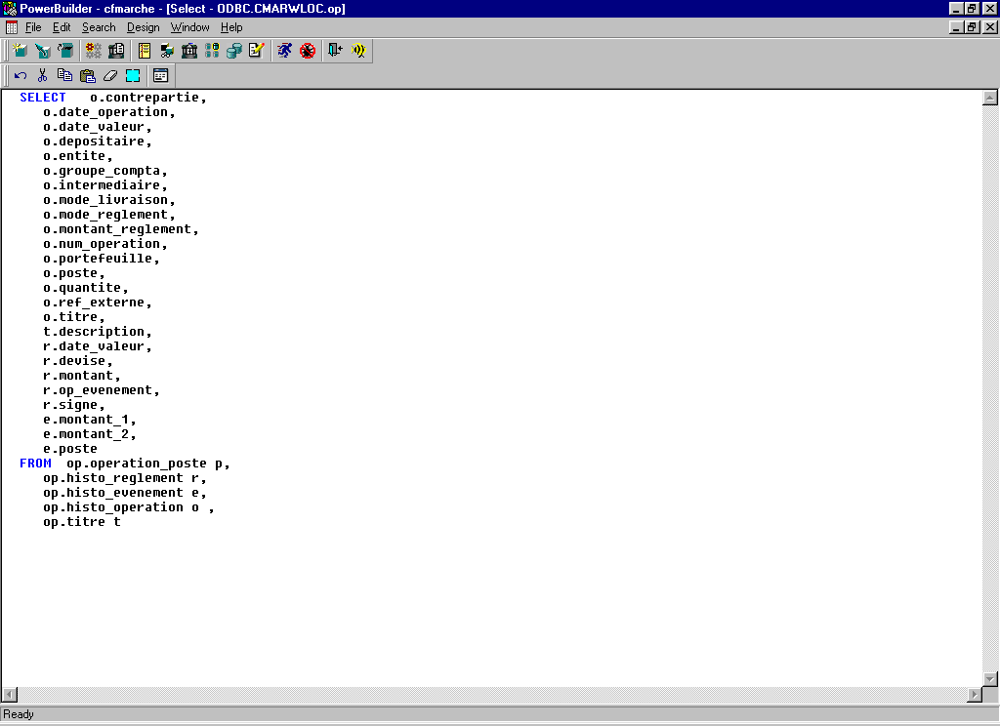 PowerBuilder - cfmarche - [Select - ODBC.CMARWLOC.op]
File Edit Search Design Window Help
SELECT o.contrepartie,
o.date_operation,
o.date_valeur,
o.depositaire,
o.entite,
o.groupe_compta,
o.intermediaire,
o.mode_livraison,
o.mode_reglement,
o.montant_reglement,
o.num_operation,
o.portefeuille,
o.poste,
o.quantite,
o.ref_externe,
o.titre,
t.description,
r.date_valeur,
r.devise,
r.montant,
r.op_evenement,
r.signe,
e.montant_1,
e.montant_2,
e.poste
FROM op.operation_poste p,
op.histo_reglement r,
op.histo_evenement e,
op.histo_operation o ,
op.titre t
Ready